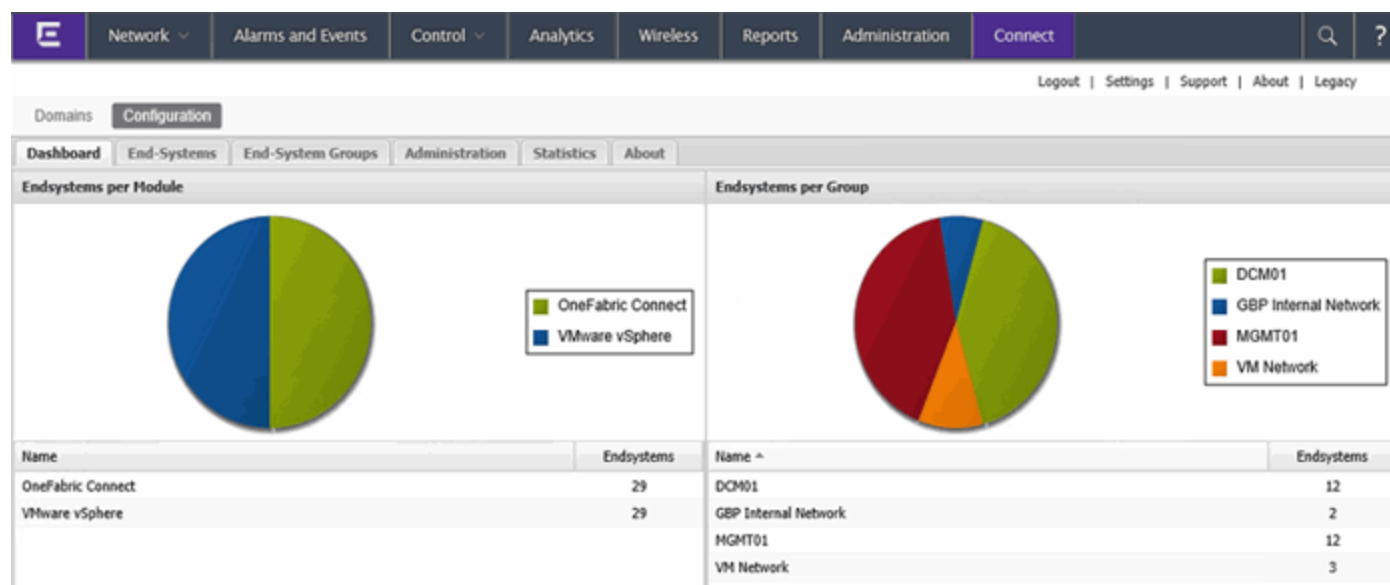 E Network Alarms and Events Control Analytics Wireless Reports Administration Connect ?
Logout | Settings | Support | About | Legacy
Domains Configuration
Dashboard End-Systems End-System Groups Administration Statistics About
Endsystems per Module
OneFabric Connect
VMware vSphere
Name Endsystems
OneFabric Connect 29
VMware vSphere 29
Endsystems per Group
DCM01
GBP Internal Network
MGMT01
VM Network
Name Endsystems
DCM01 12
GBP Internal Network 2
MGMT01 12
VM Network 3